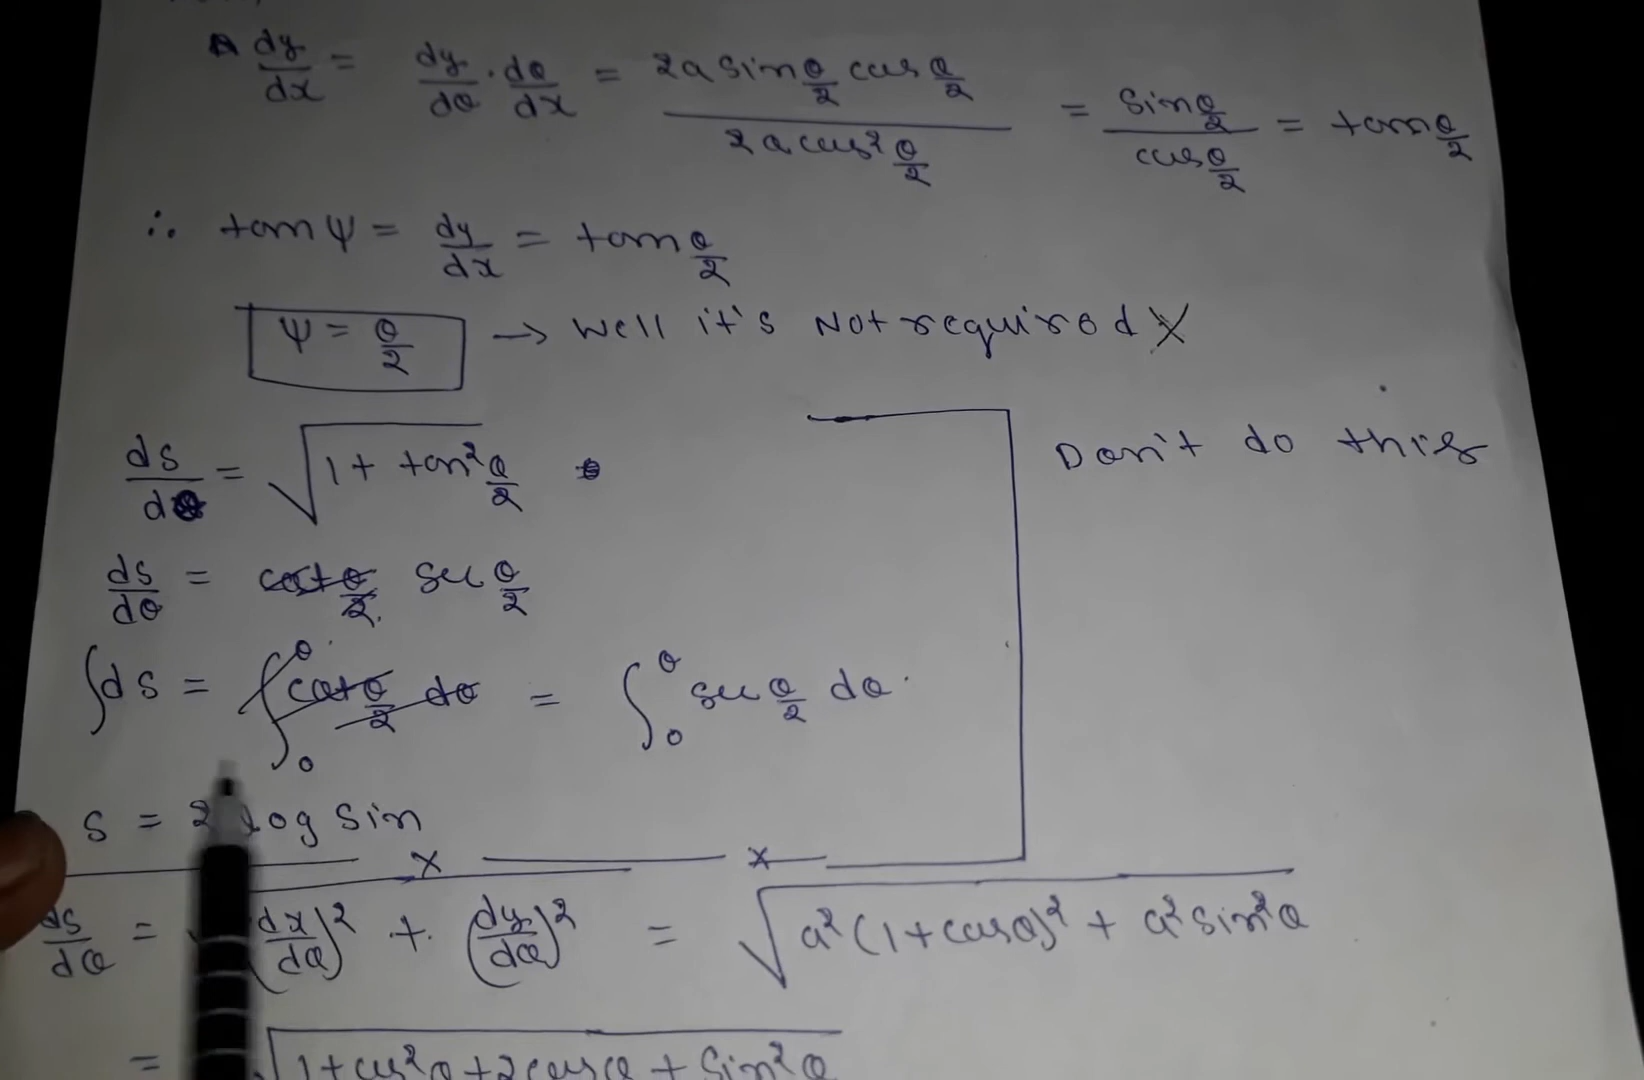 dy/dx = dy/dθ · dθ/dx = 2a sin θ/2 cos θ/2 / 2a cos² θ/2 = sin θ/2 / cos θ/2 = tan θ/2
∴ tan ψ = dy/dx = tan θ/2
ψ = θ/2 → Well it's Not required X
Don't do this
ds/dθ = √(1 + tan² θ/2)
ds/dθ = sec θ/2
∫ds = = ∫₀^θ sec θ/2 dθ.
s = 2 log sin
x x
ds/dθ = (dx/dθ)² + (dy/dθ)² = √(a²(1+cosθ)² + a² sin²θ)
= √(1+cos²θ+2cosθ + sin²θ)